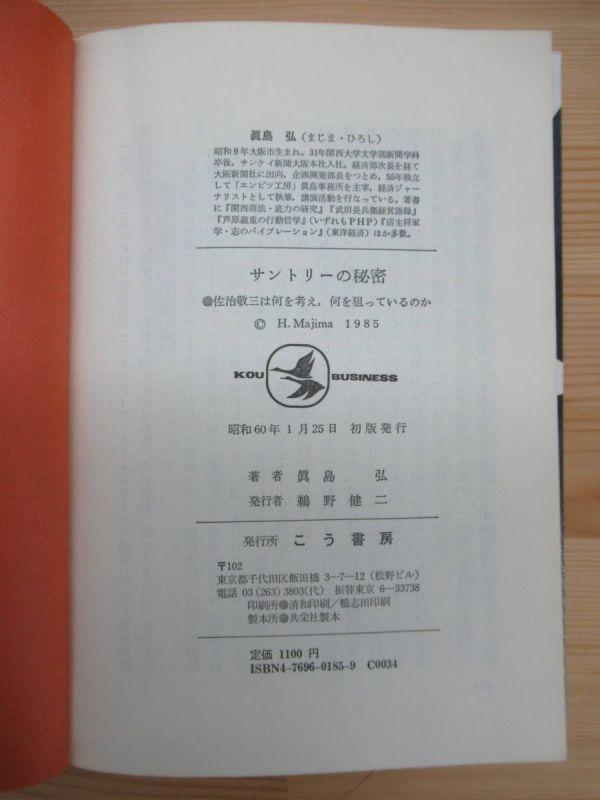 眞島　弘（まじま・ひろし）
昭和9年大阪市生まれ。31年関西大学文学部新聞学科
卒後，サンケイ新聞大阪本社入社。経済部次長を経て
大阪新聞社に出向，企画開発部長をつとめ，55年独立
して「エンピツ工房」眞島事務所を主宰，経済ジャー
ナリストとして執筆，講演活動を行なっている。著書
に『関西商法・底力の研究』『武田長兵衛経営語録』
『芦原義重の行動哲学』（いずれもPHP）『店主将軍
学・志のバイブレーション』（東洋経済）ほか多数。
サントリーの秘密
●佐治敬三は何を考え，何を狙っているのか
© H. Majima 1985
KOU BUSINESS
昭和60年1月25日　初版発行
著　者　眞　島　　弘
発行者　鵜　野　健　二
発行所　こ　う　書　房
〒102
東京都千代田区飯田橋 3—7—12（松野ビル）
電話 03 (263) 3803(代)　振替東京 6—33738
印刷所●清和印刷／鴨志田印刷
製本所●共栄社製本
定価 1100 円
ISBN4-7696-0185-9　C0034